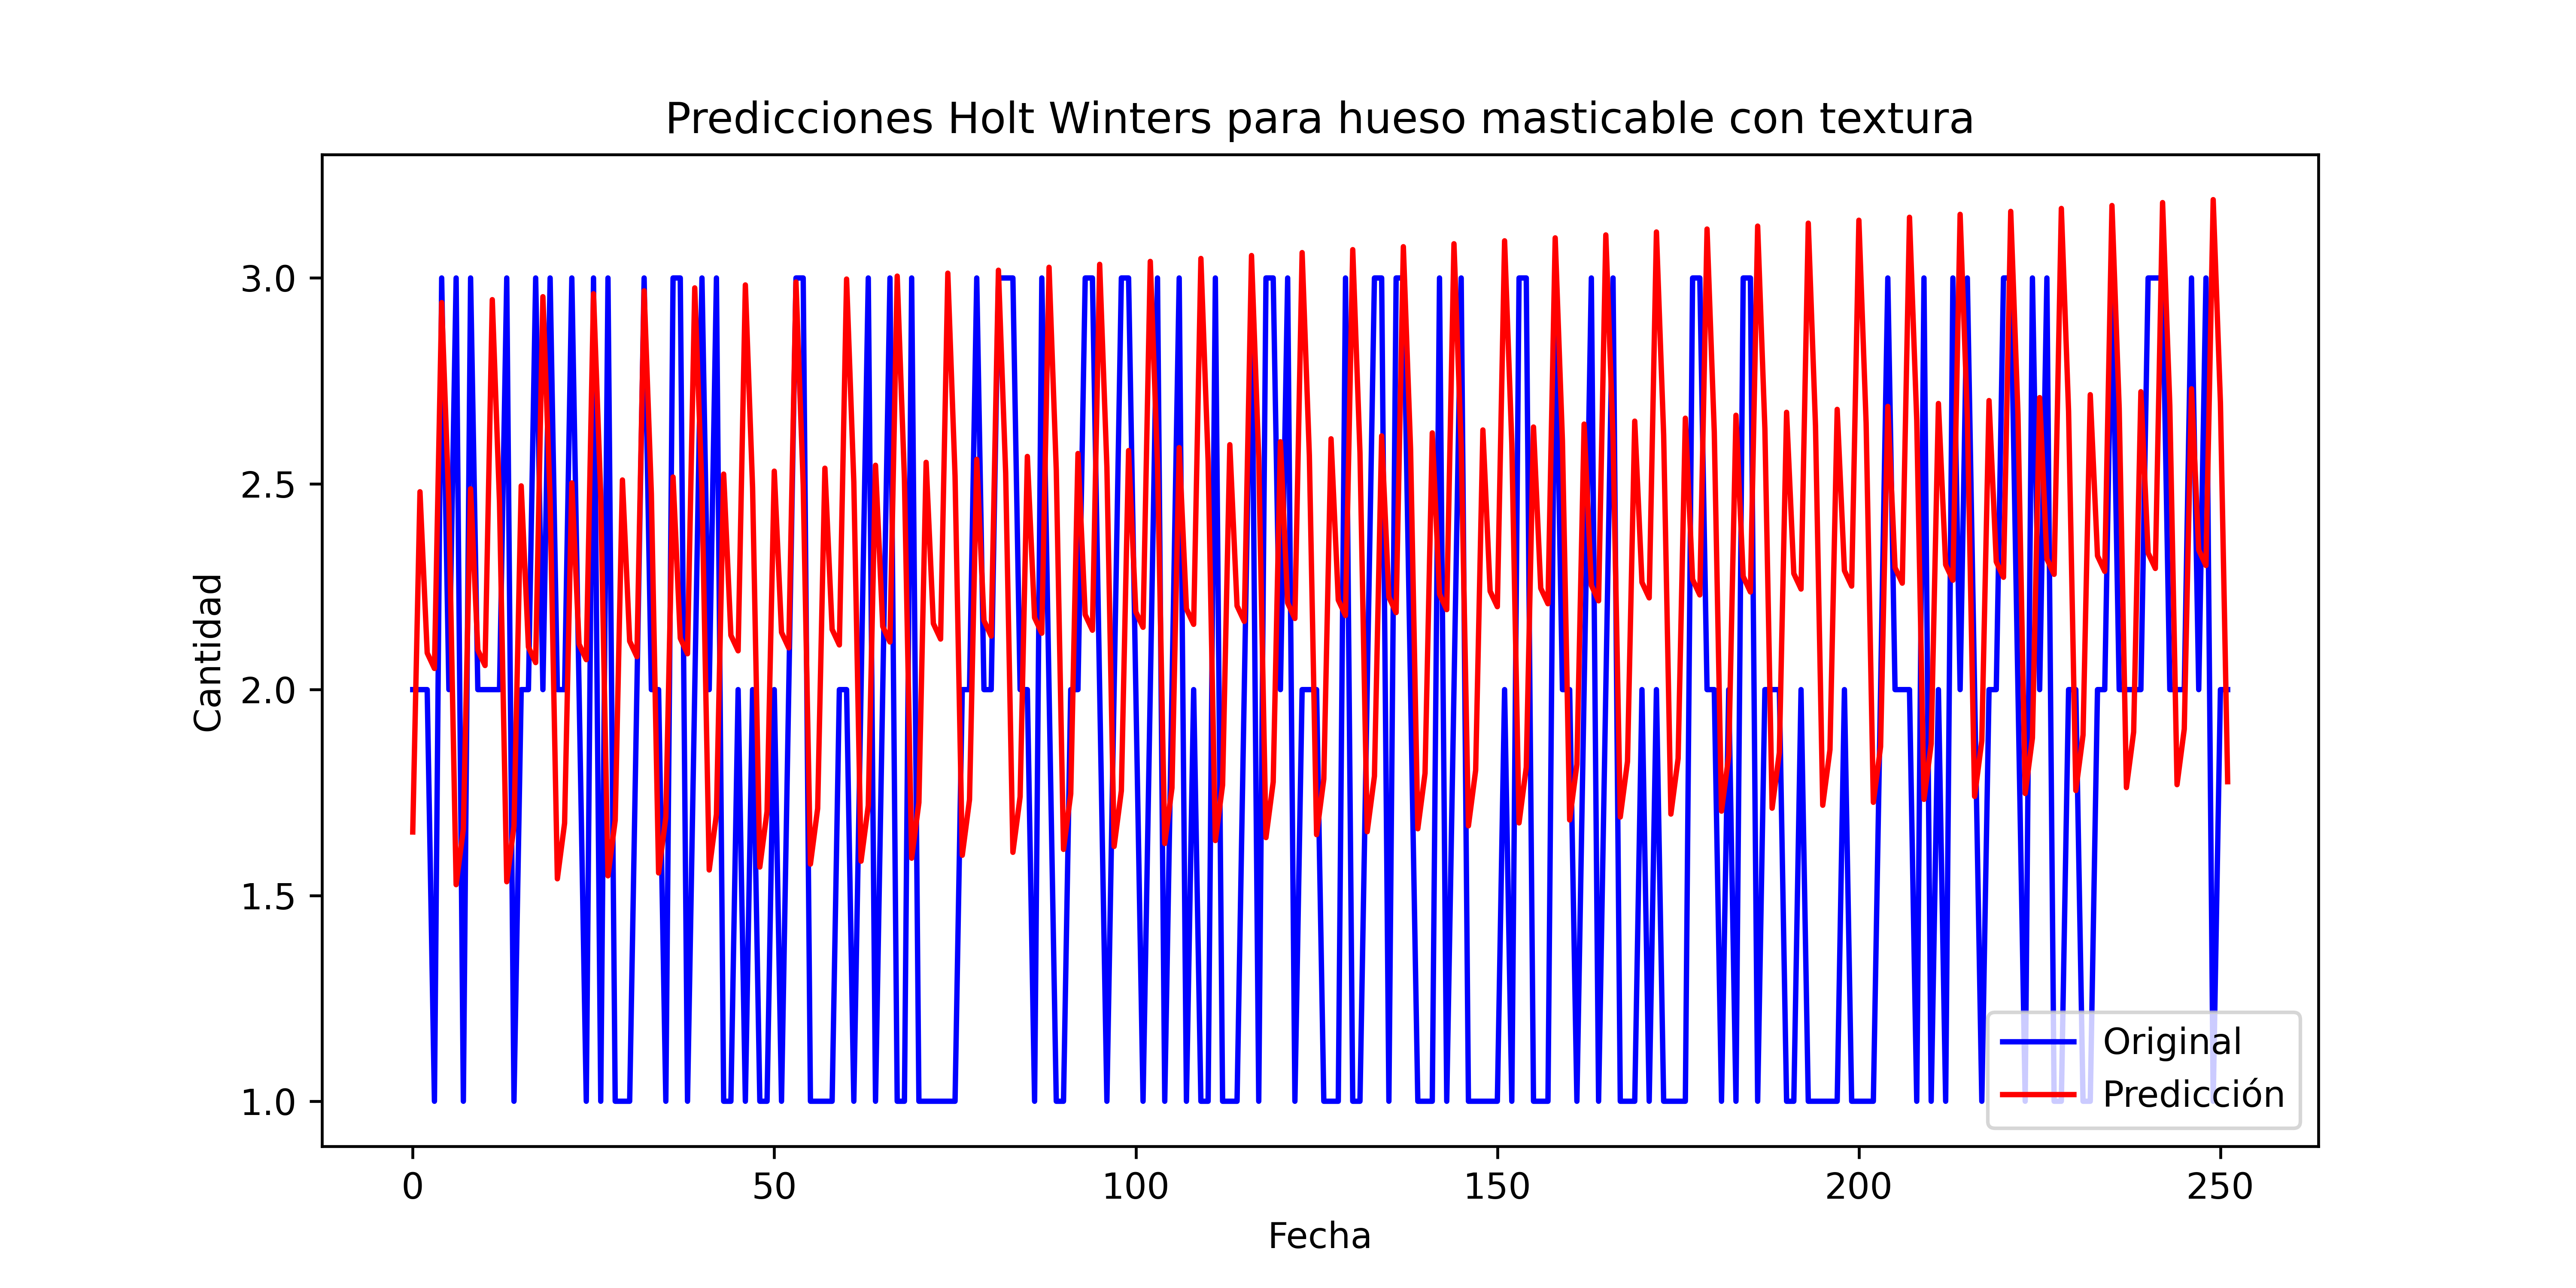 Predicciones Holt Winters para hueso masticable con textura
Cantidad
3.0
2.5
2.0
1.5
1.0
0
50
100
150
200
250
Fecha
Original
Predicción